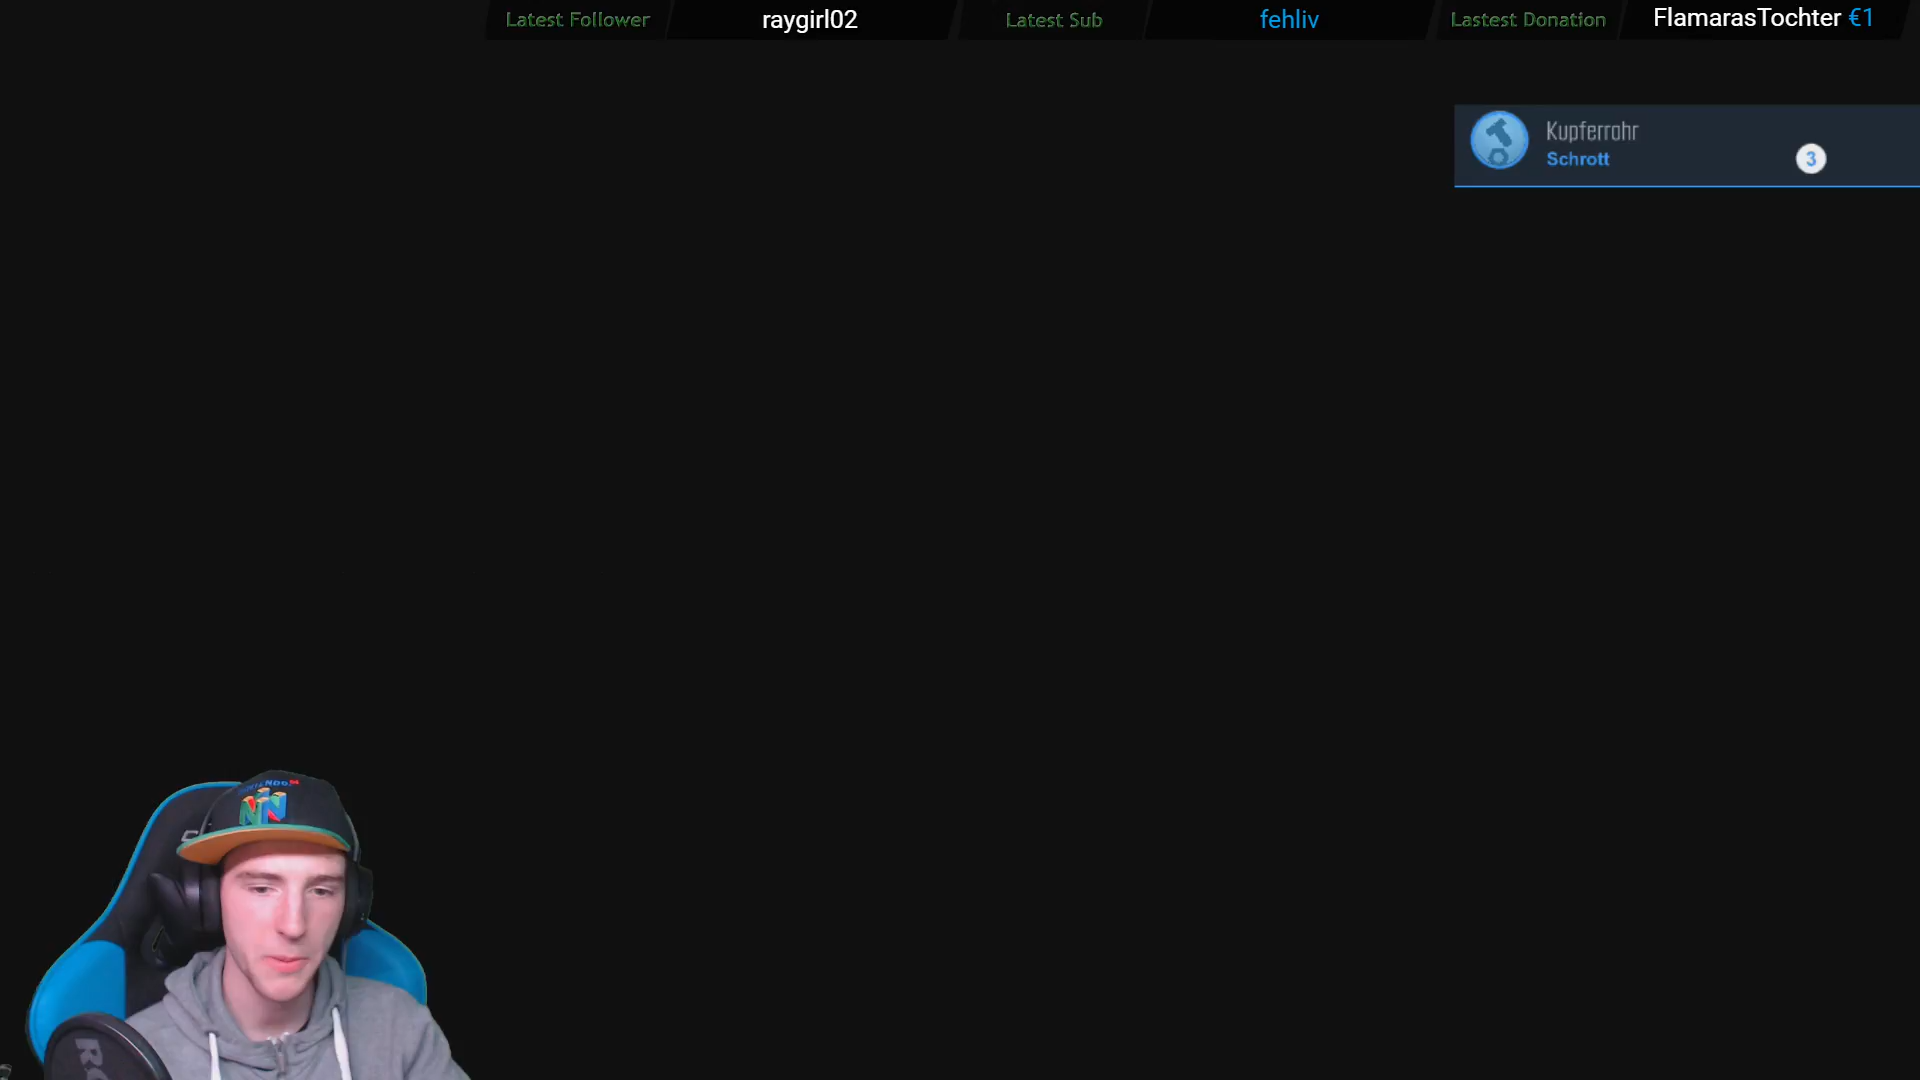 Latest Follower
raygirl02
Latest Sub
fehliv
Lastest Donation
FlamarasTochter €1
Kupferrohr
Schrott
3